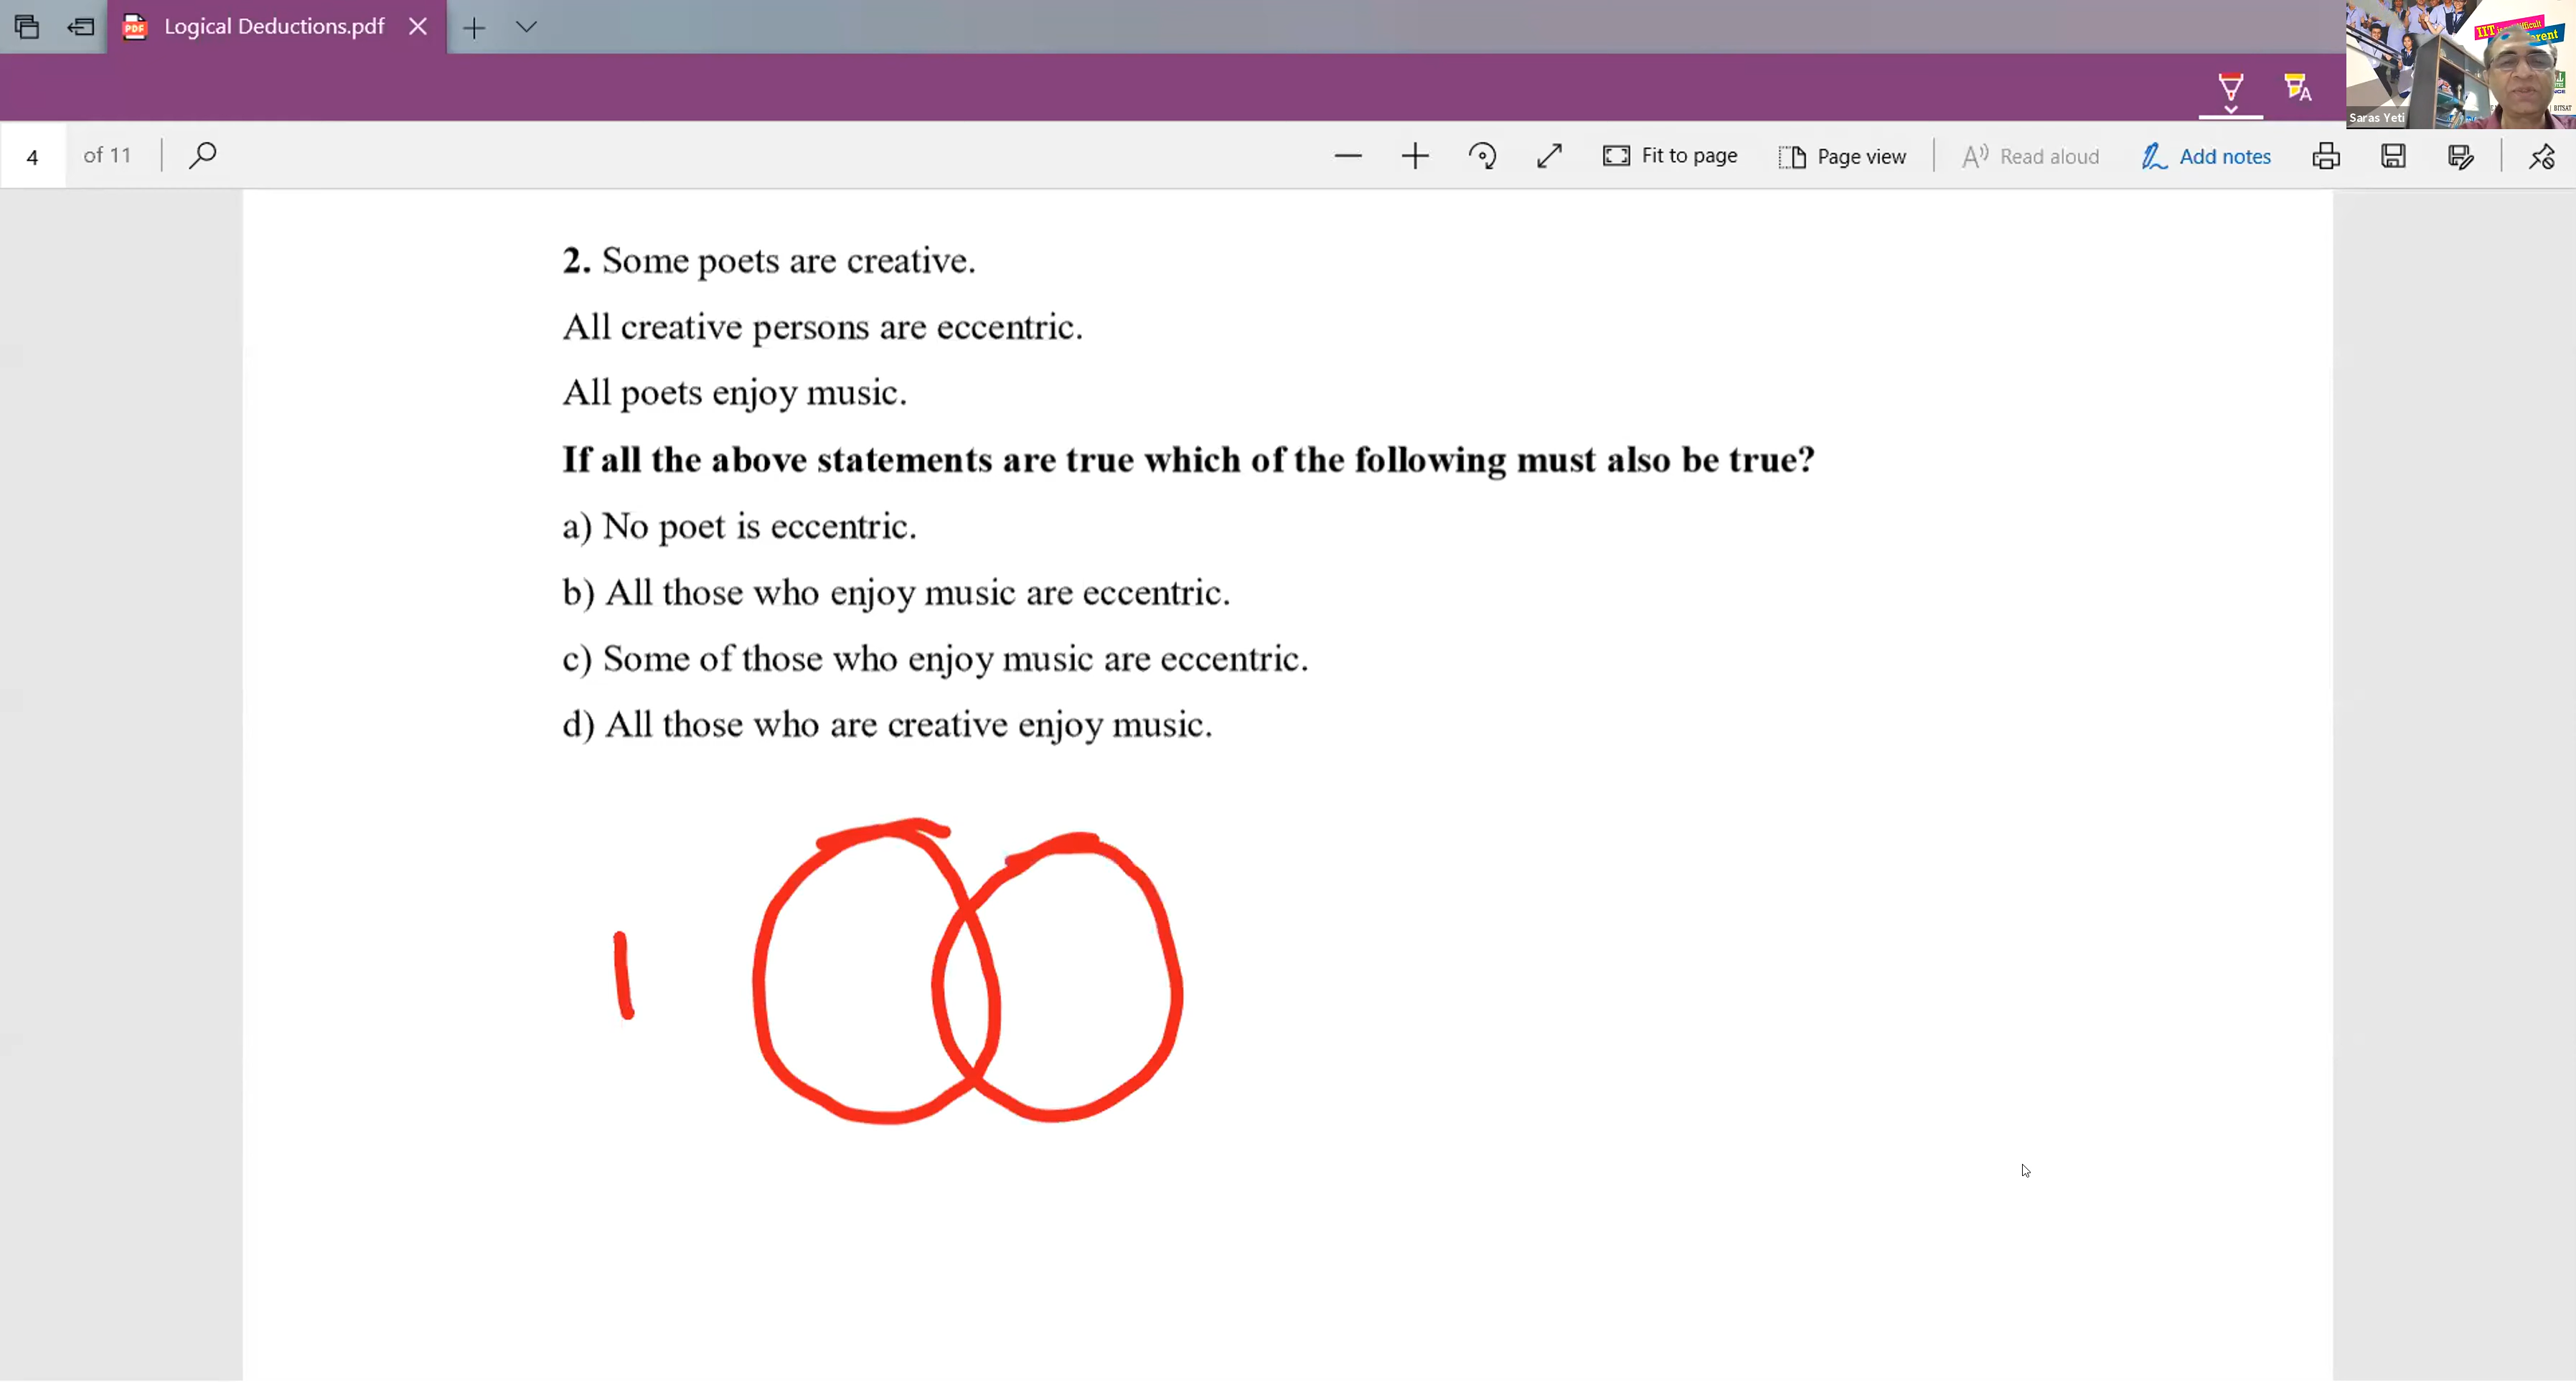 Logical Deductions.pdf
4 of 11
Fit to page
Page view
Read aloud
Add notes
Saras Yeti
IIT
BITSAT
2. Some poets are creative.
All creative persons are eccentric.
All poets enjoy music.
If all the above statements are true which of the following must also be true?
a) No poet is eccentric.
b) All those who enjoy music are eccentric.
c) Some of those who enjoy music are eccentric.
d) All those who are creative enjoy music.
1